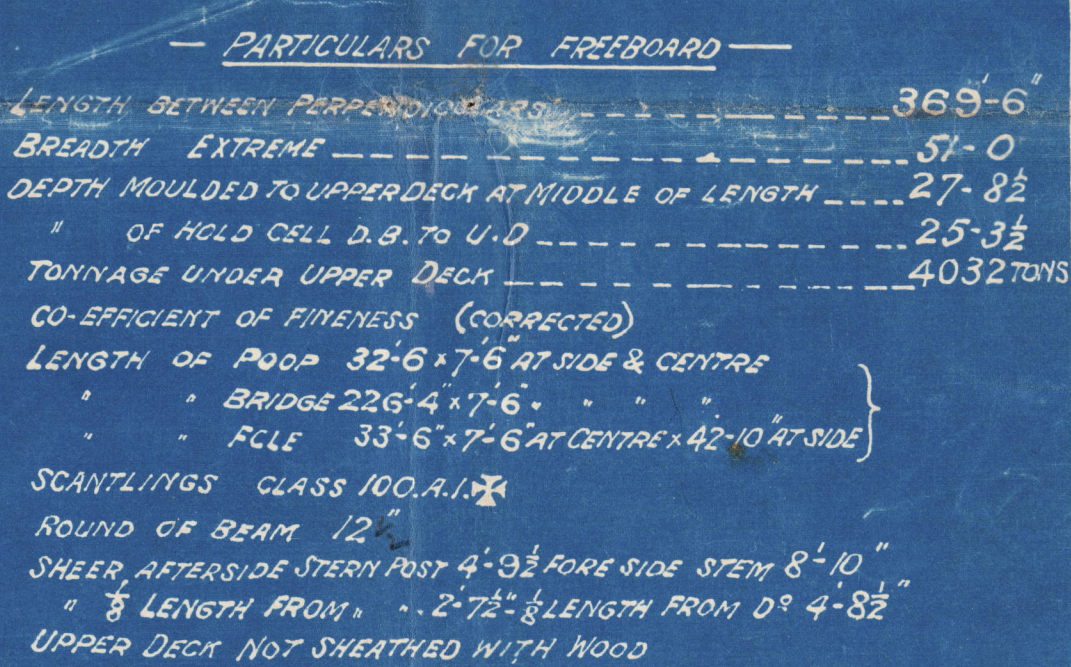 — PARTICULARS FOR FREEBOARD —
LENGTH BETWEEN PERPENDICULARS 369'-6"
BREADTH EXTREME 51-0
DEPTH MOULDED TO UPPER DECK AT MIDDLE OF LENGTH 27-8½
" OF HOLD CELL D.B. TO U.D 25-3½
TONNAGE UNDER UPPER DECK 4032 TONS
CO-EFFICIENT OF FINENESS (CORRECTED)
LENGTH OF POOP 32'-6 × 7'-6" AT SIDE & CENTRE
" " BRIDGE 226'-4" × 7'-6" " " " "
" " FCLE 33'-6" × 7'-6" AT CENTRE × 42'-10" AT SIDE
SCANTLINGS CLASS 100.A.1.✠
ROUND OF BEAM 12"
SHEER, AFTERSIDE STERN POST 4'-9½ FORE SIDE STEM 8'-10"
" ⅛ LENGTH FROM " " 2'-7½" ⅛ LENGTH FROM Dº 4'-8½"
UPPER DECK NOT SHEATHED WITH WOOD